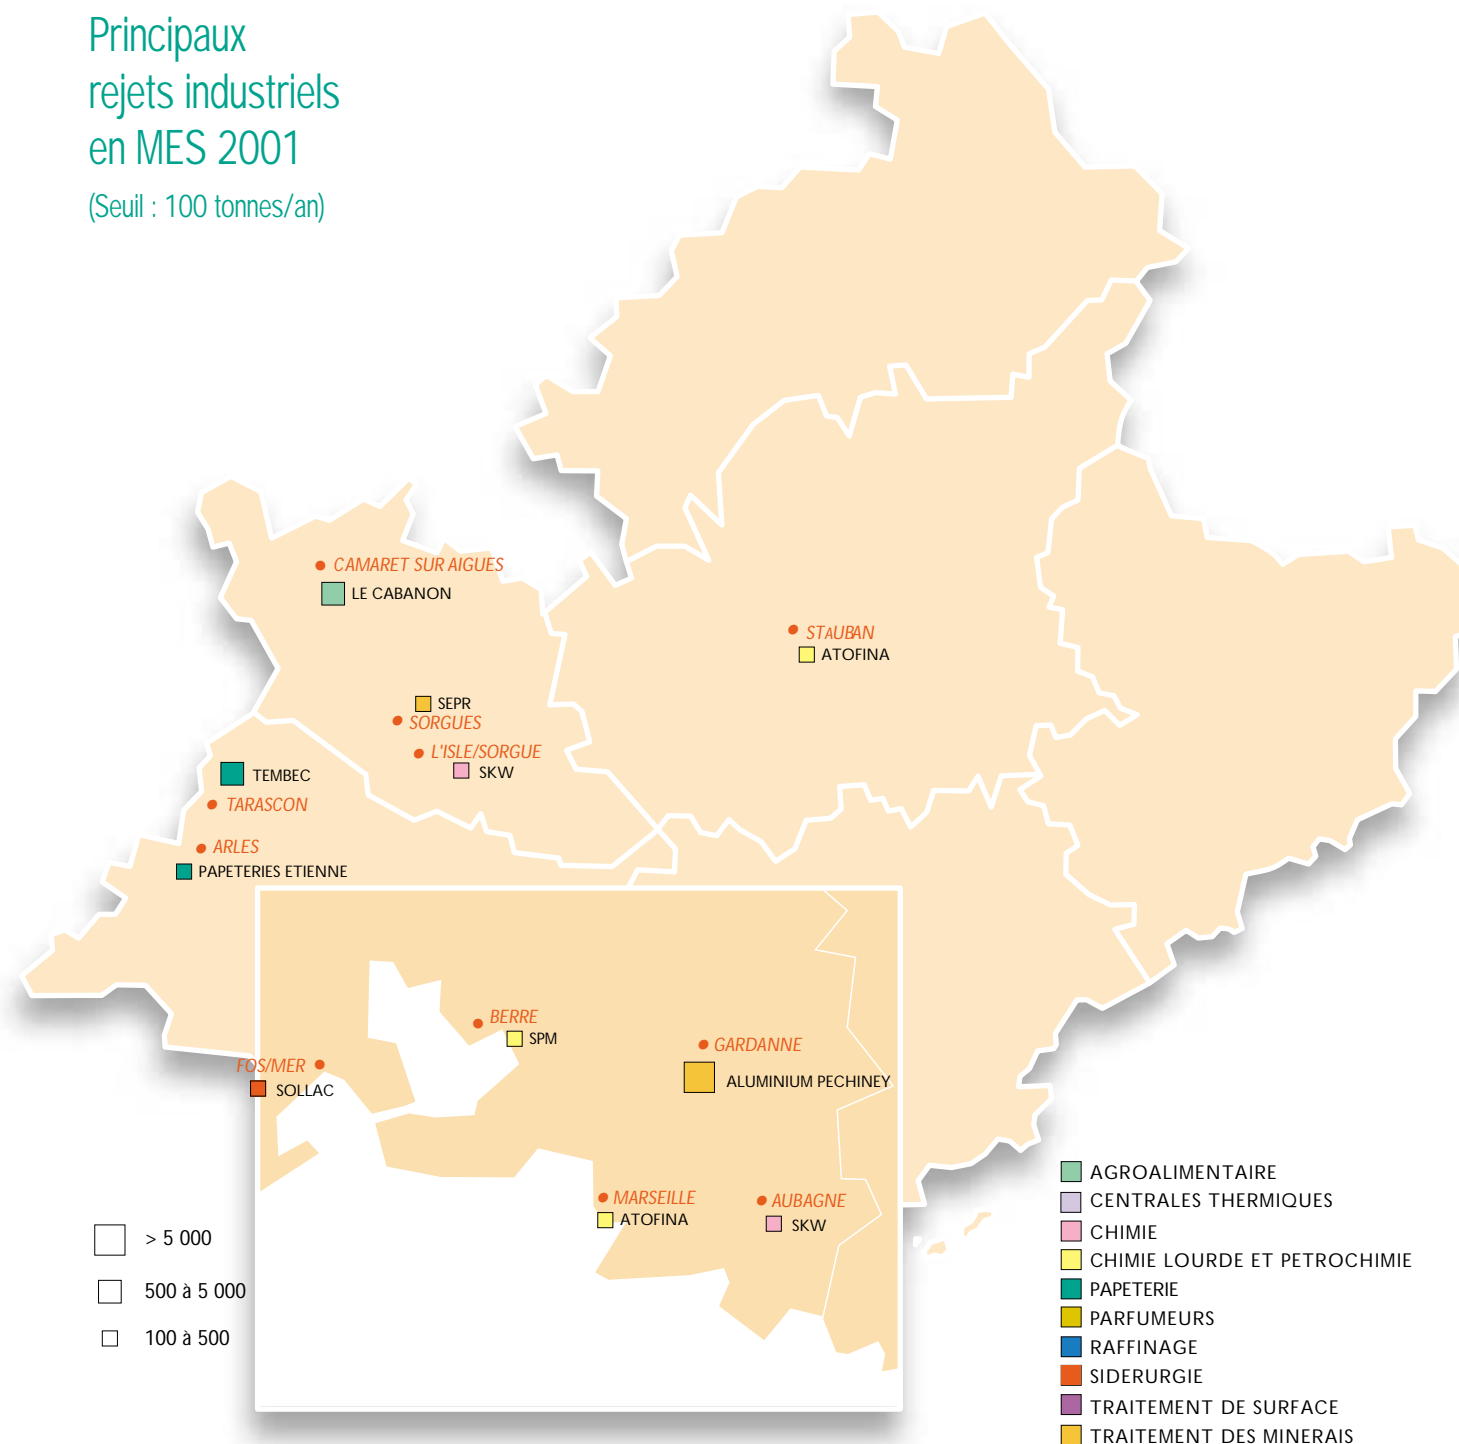 Principaux
rejets industriels
en MES 2001
(Seuil : 100 tonnes/an)
CAMARET SUR AIGUES
LE CABANON
STAUBAN
ATOFINA
SEPR
SORGUES
L'ISLE/SORGUE
SKW
TEMBEC
TARASCON
ARLES
PAPETERIES ETIENNE
BERRE
SPM
GARDANNE
ALUMINIUM PECHINEY
FOS/MER
SOLLAC
MARSEILLE
ATOFINA
AUBAGNE
SKW
> 5 000
500 à 5 000
100 à 500
AGROALIMENTAIRE
CENTRALES THERMIQUES
CHIMIE
CHIMIE LOURDE ET PETROCHIMIE
PAPETERIE
PARFUMEURS
RAFFINAGE
SIDERURGIE
TRAITEMENT DE SURFACE
TRAITEMENT DES MINERAIS